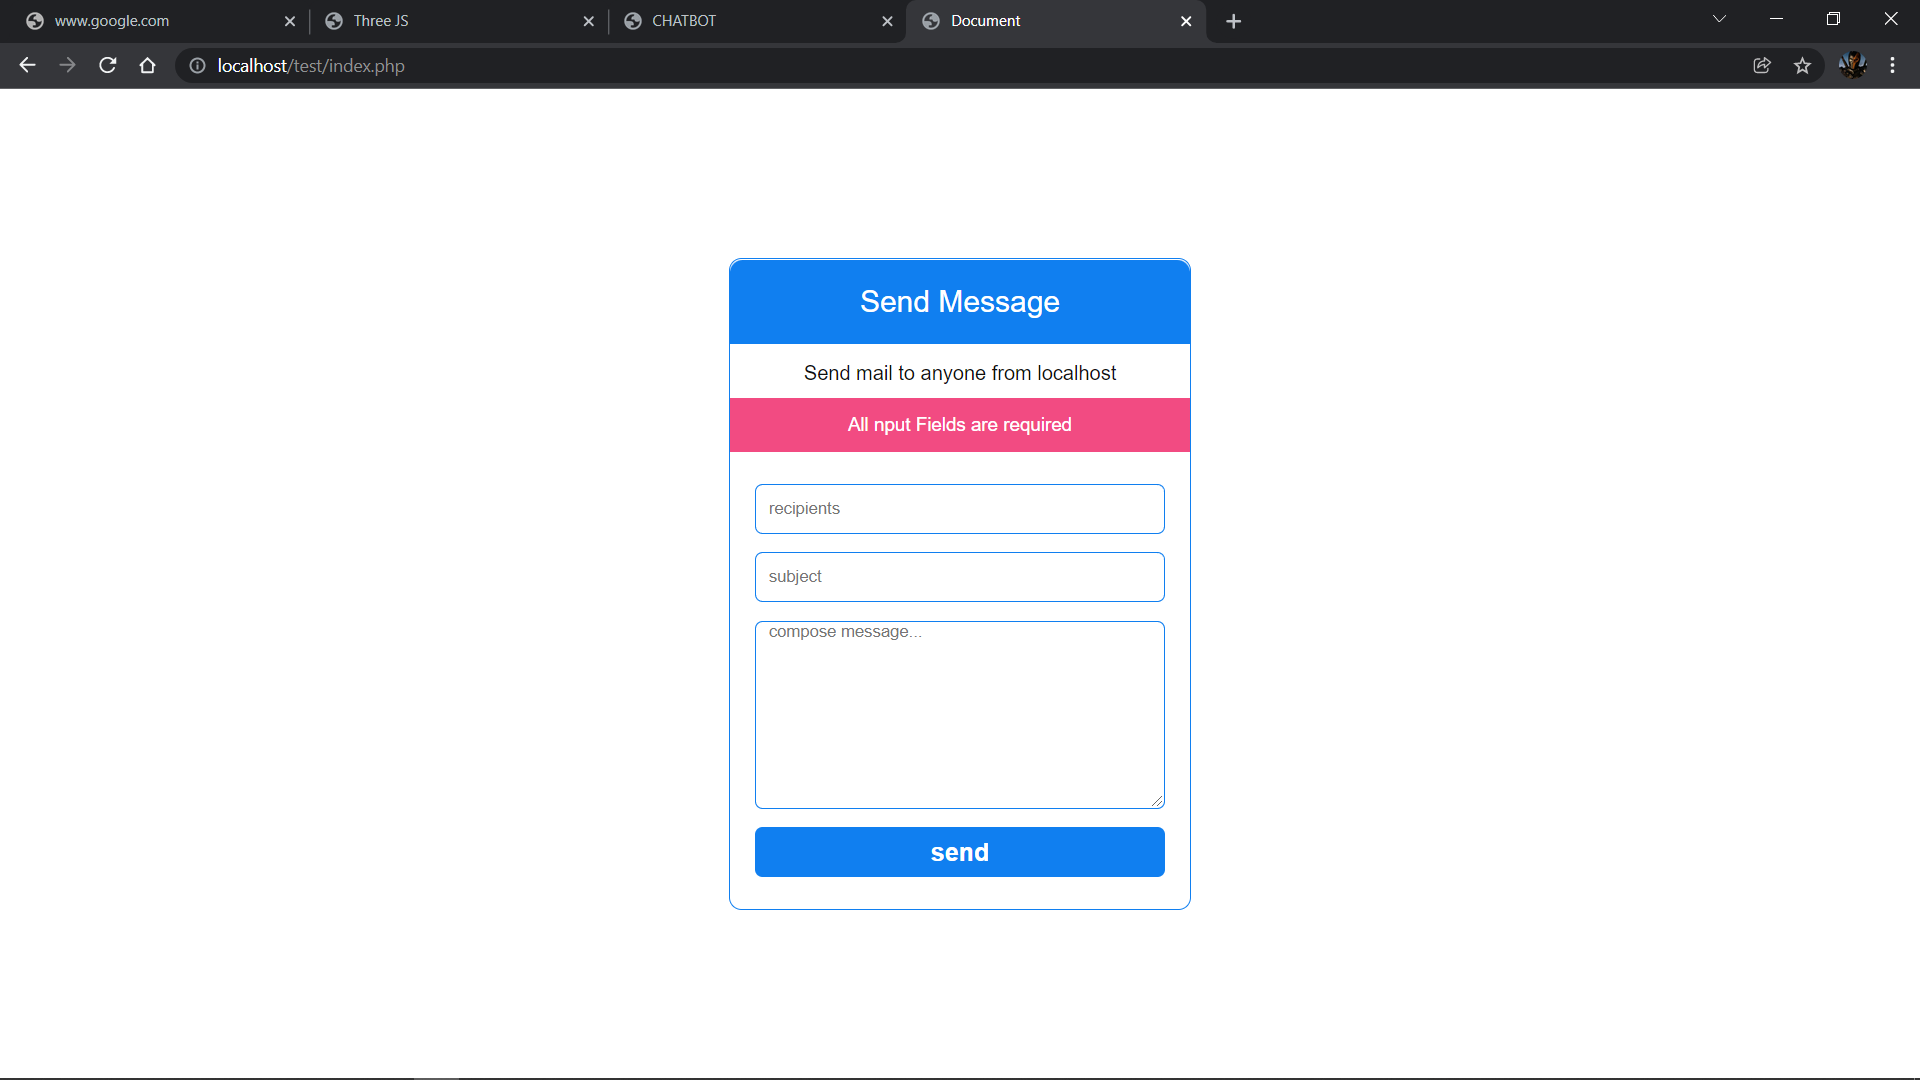 www.google.com
Three JS
CHATBOT
Document
localhost/test/index.php
Send Message
Send mail to anyone from localhost
All nput Fields are required
recipients
subject
compose message...
send